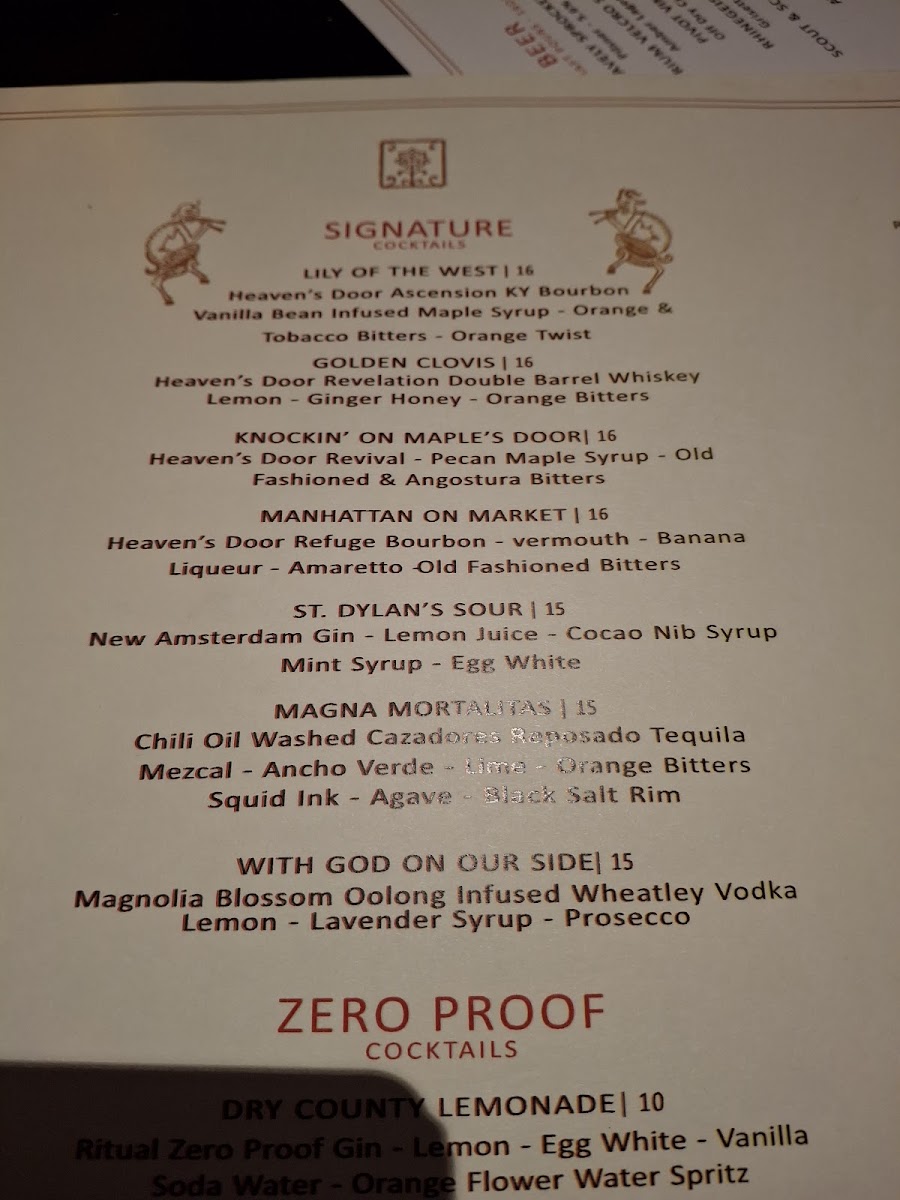 BEER
SIGNATURE
COCKTAILS
LILY OF THE WEST | 16
Heaven's Door Ascension KY Bourbon
Vanilla Bean Infused Maple Syrup - Orange &
Tobacco Bitters - Orange Twist
GOLDEN CLOVIS | 16
Heaven's Door Revelation Double Barrel Whiskey
Lemon - Ginger Honey - Orange Bitters
KNOCKIN' ON MAPLE'S DOOR| 16
Heaven's Door Revival - Pecan Maple Syrup - Old
Fashioned & Angostura Bitters
MANHATTAN ON MARKET | 16
Heaven's Door Refuge Bourbon - vermouth - Banana
Liqueur - Amaretto -Old Fashioned Bitters
ST. DYLAN'S SOUR | 15
New Amsterdam Gin - Lemon Juice - Cocao Nib Syrup
Mint Syrup - Egg White
MAGNA MORTALITAS | 15
Chili Oil Washed Cazadores Reposado Tequila
Mezcal - Ancho Verde - Lime - Orange Bitters
Squid Ink - Agave - Black Salt Rim
WITH GOD ON OUR SIDE| 15
Magnolia Blossom Oolong Infused Wheatley Vodka
Lemon - Lavender Syrup - Prosecco
ZERO PROOF
COCKTAILS
DRY COUNTY LEMONADE| 10
Ritual Zero Proof Gin - Lemon - Egg White - Vanilla
Soda Water - Orange Flower Water Spritz